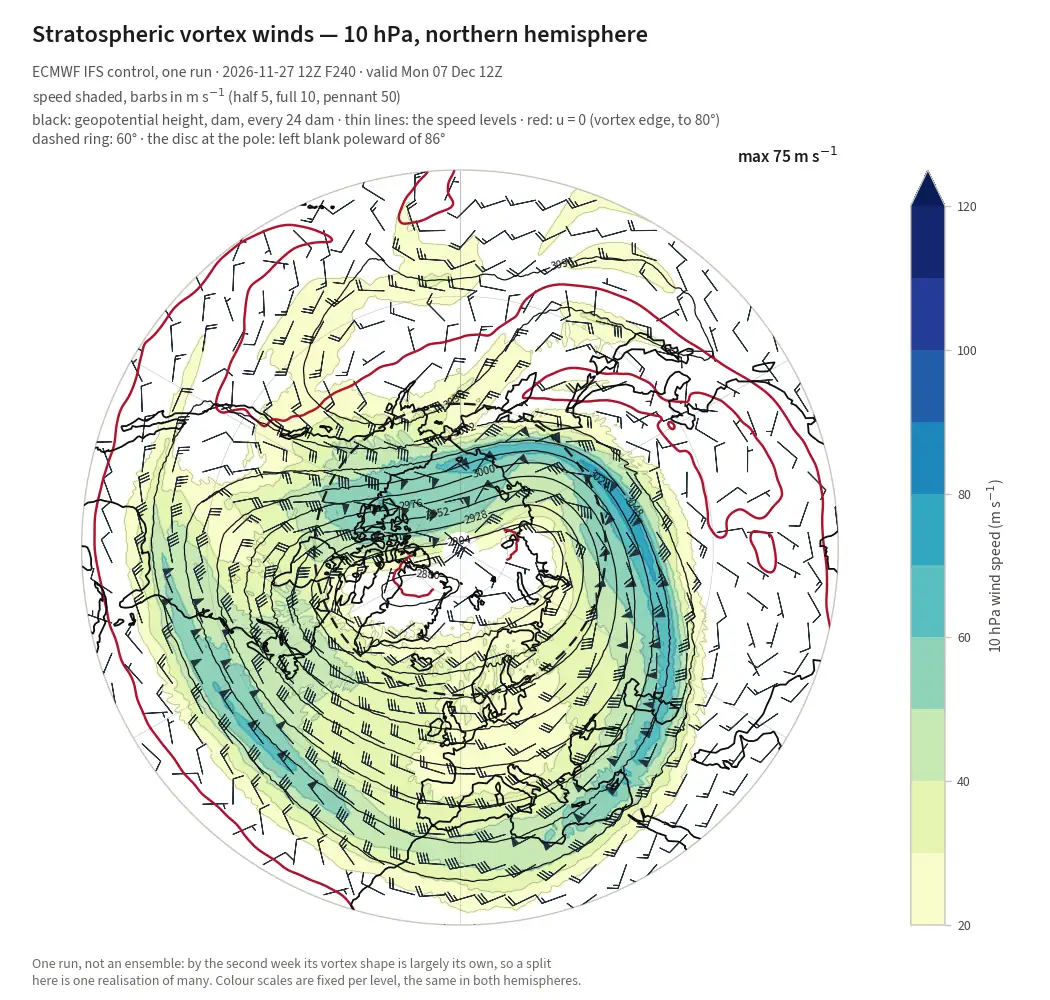 Stratospheric vortex winds — 10 hPa, northern hemisphere
ECMWF IFS control, one run · 2026-11-27 12Z F240 · valid Mon 07 Dec 12Z
speed shaded, barbs in m s⁻¹ (half 5, full 10, pennant 50)
black: geopotential height, dam, every 24 dam · thin lines: the speed levels · red: u = 0 (vortex edge, to 80°)
dashed ring: 60° · the disc at the pole: left blank poleward of 86°
max 75 m s⁻¹
120
100
80
60
40
20
10 hPa wind speed (m s⁻¹)
3000
2976
2928
2904
One run, not an ensemble: by the second week its vortex shape is largely its own, so a split
here is one realisation of many. Colour scales are fixed per level, the same in both hemispheres.